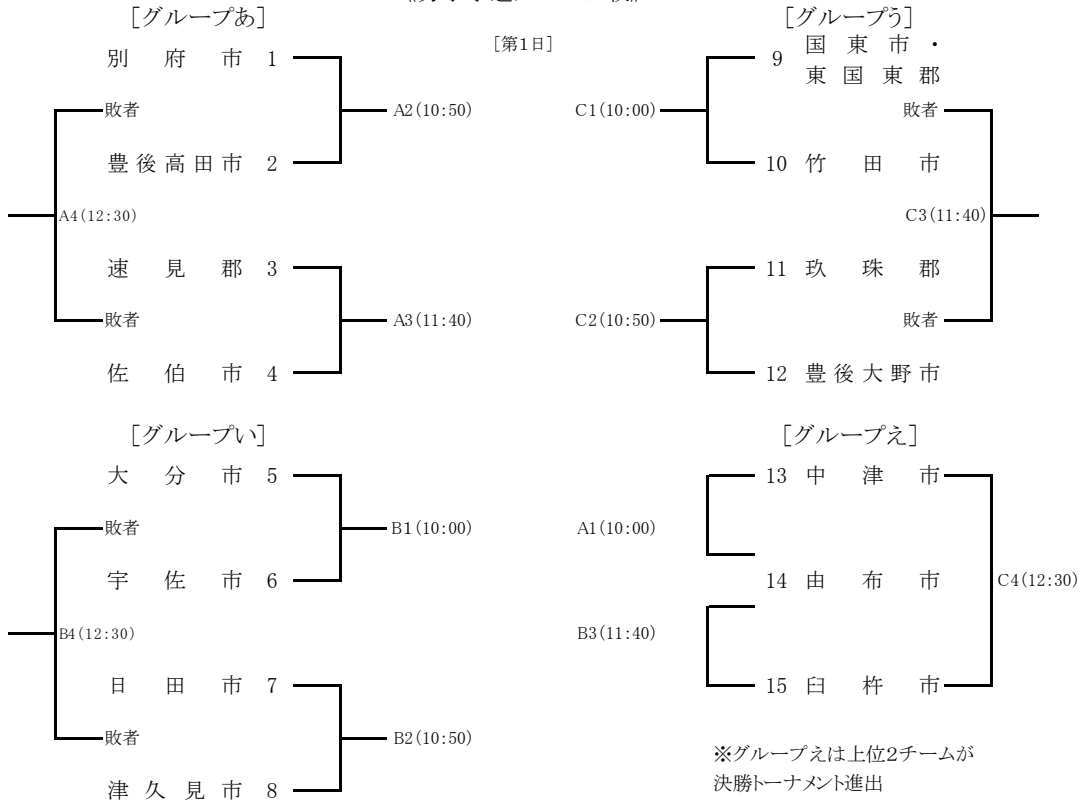 [グループあ]
別府市 1
敗者
A2(10:50)
豊後高田市 2
A4(12:30)
速見郡 3
敗者
A3(11:40)
佐伯市 4
[第1日]
[グループう]
9 国東市・
東国東郡
敗者
C1(10:00)
10 竹田市
C3(11:40)
11 玖珠郡
C2(10:50)
敗者
12 豊後大野市
[グループい]
大分市 5
敗者
B1(10:00)
宇佐市 6
B4(12:30)
日田市 7
敗者
B2(10:50)
津久見市 8
[グループえ]
13 中津市
A1(10:00)
14 由布市
C4(12:30)
B3(11:40)
15 臼杵市
※グループえは上位2チームが
決勝トーナメント進出